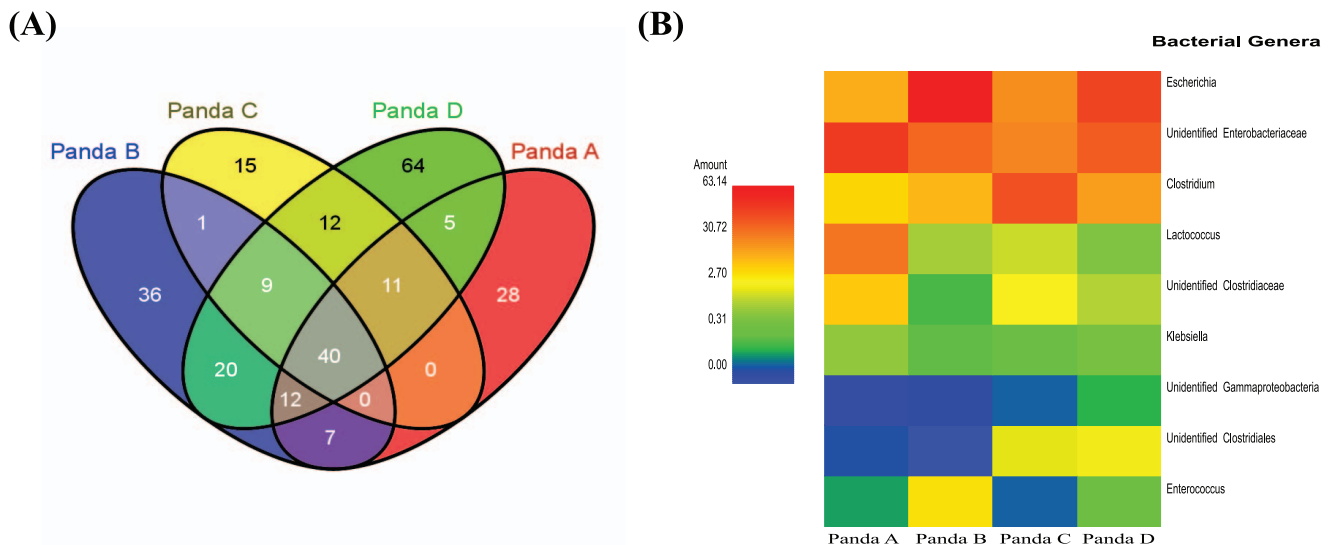 (A)
Panda C
Panda D
Panda B
Panda A
15
64
1
12
5
36
9
11
28
20
40
0
12
0
7
(B)
Bacterial Genera
Amount
63.14
30.72
2.70
0.31
0.00
Escherichia
Unidentified Enterobacteriaceae
Clostridium
Lactococcus
Unidentified Clostridiaceae
Klebsiella
Unidentified Gammaproteobacteria
Unidentified Clostridiales
Enterococcus
Panda A Panda B Panda C Panda D